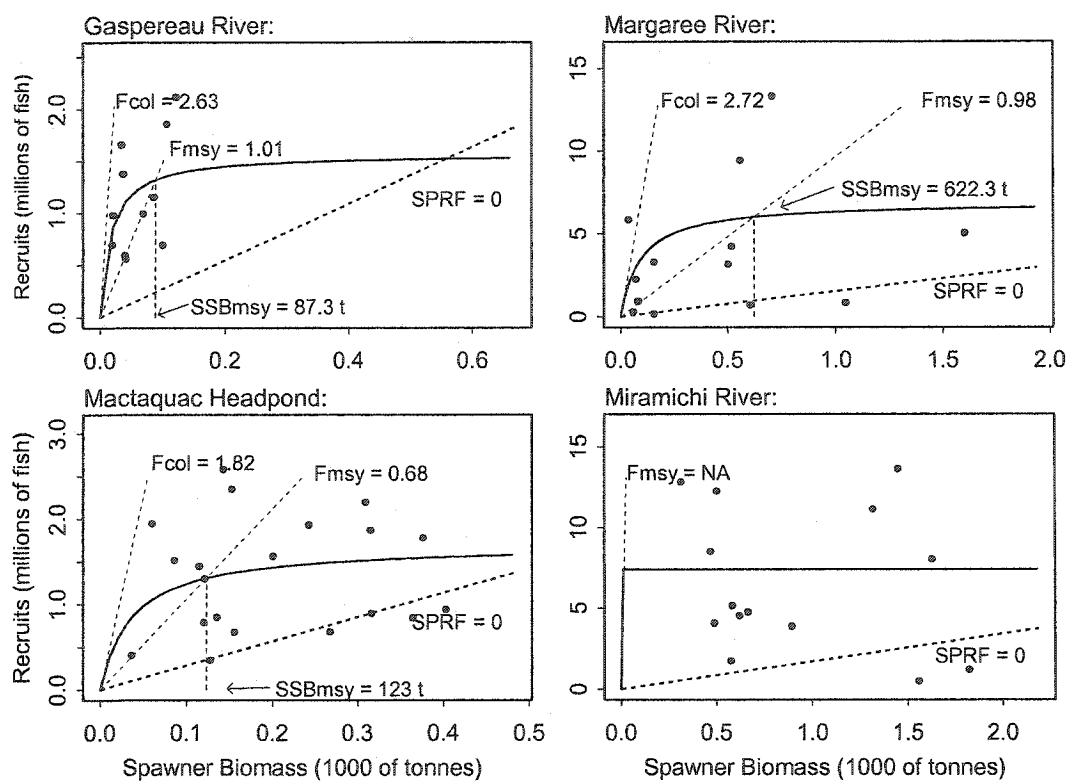 Gaspereau River:
Recruits (millions of fish)
0.0 1.0 2.0
Fcol = 2.63
Fmsy = 1.01
SPRF = 0
SSBmsy = 87.3 t
0.0 0.2 0.4 0.6
Margaree River:
0 5 10 15
Fcol = 2.72
Fmsy = 0.98
SSBmsy = 622.3 t
SPRF = 0
0.0 0.5 1.0 1.5 2.0
Mactaquac Headpond:
Recruits (millions of fish)
0.0 1.0 2.0 3.0
Fcol = 1.82
Fmsy = 0.68
SPRF = 0
SSBmsy = 123 t
0.0 0.1 0.2 0.3 0.4 0.5
Spawner Biomass (1000 of tonnes)
Miramichi River:
0 5 10 15
Fmsy = NA
SPRF = 0
0.0 0.5 1.0 1.5 2.0
Spawner Biomass (1000 of tonnes)